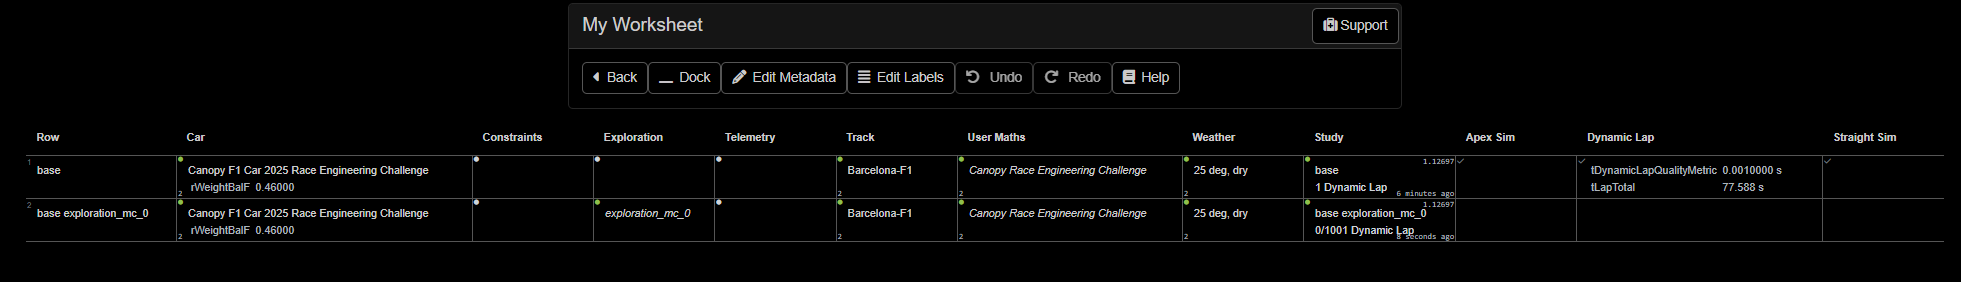 My Worksheet
Support
Back
Dock
Edit Metadata
Edit Labels
Undo
Redo
Help
Row Car Constraints Exploration Telemetry Track User Maths Weather Study Apex Sim Dynamic Lap Straight Sim
1 1.12697
base Canopy F1 Car 2025 Race Engineering Challenge Barcelona-F1 Canopy Race Engineering Challenge 25 deg, dry base tDynamicLapQualityMetric 0.0010000 s
rWeightBalF 0.46000 1 Dynamic Lap tLapTotal 77.588 s
2 2 2 2 6 minutes ago
2 1.12697
base exploration_mc_0 Canopy F1 Car 2025 Race Engineering Challenge exploration_mc_0 Barcelona-F1 Canopy Race Engineering Challenge 25 deg, dry base exploration_mc_0
rWeightBalF 0.46000 0/1001 Dynamic Lap
2 2 2 2 8 seconds ago